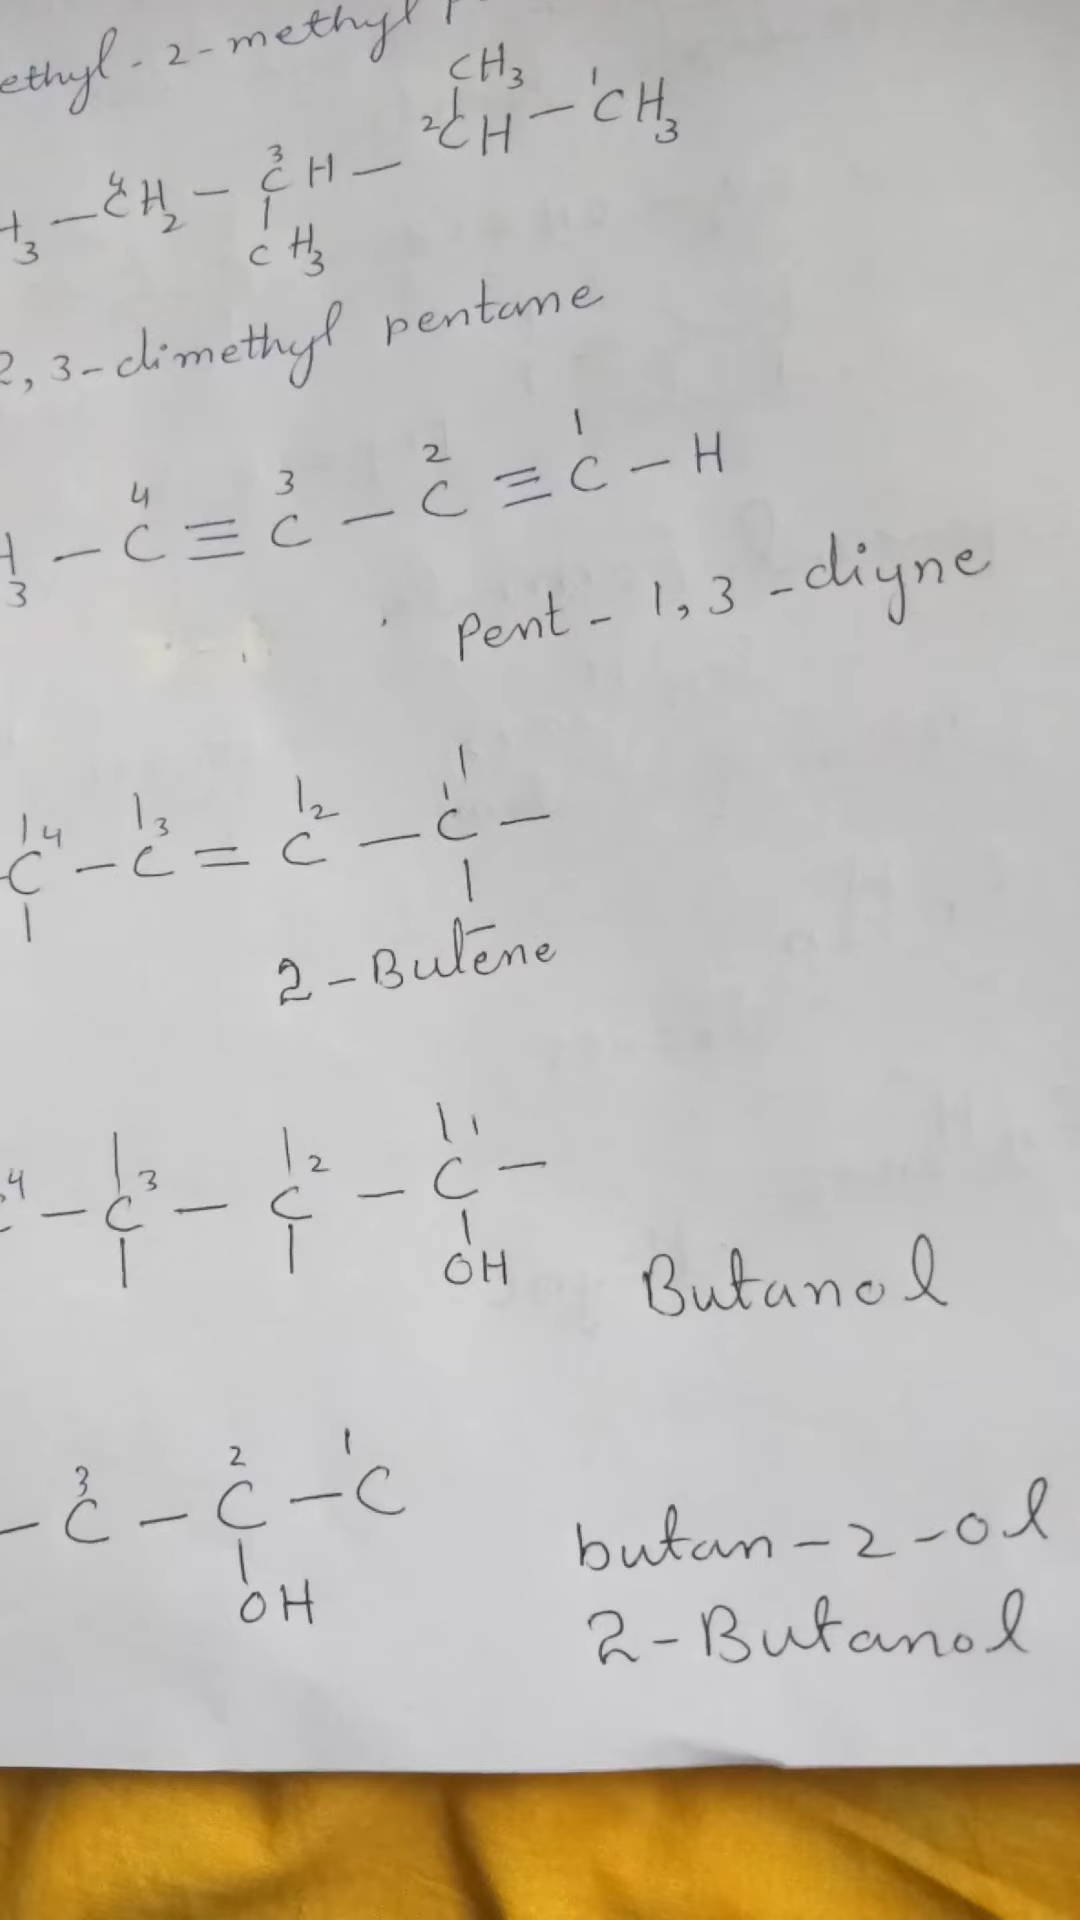 ethyl-2-methyl
CH3
2CH - 1CH3
H3 - 4CH2 - 3CH -
CH3
2,3-dimethyl pentane
4 3 2 1
H3 - C ≡ C - C ≡ C - H
Pent-1,3-diyne
4 3 2 1
C - C = C - C -
2-Butene
4 3 2 1
C - C - C - C -
OH
Butanol
3 2 1
- C - C - C
OH
butan-2-ol
2-Butanol